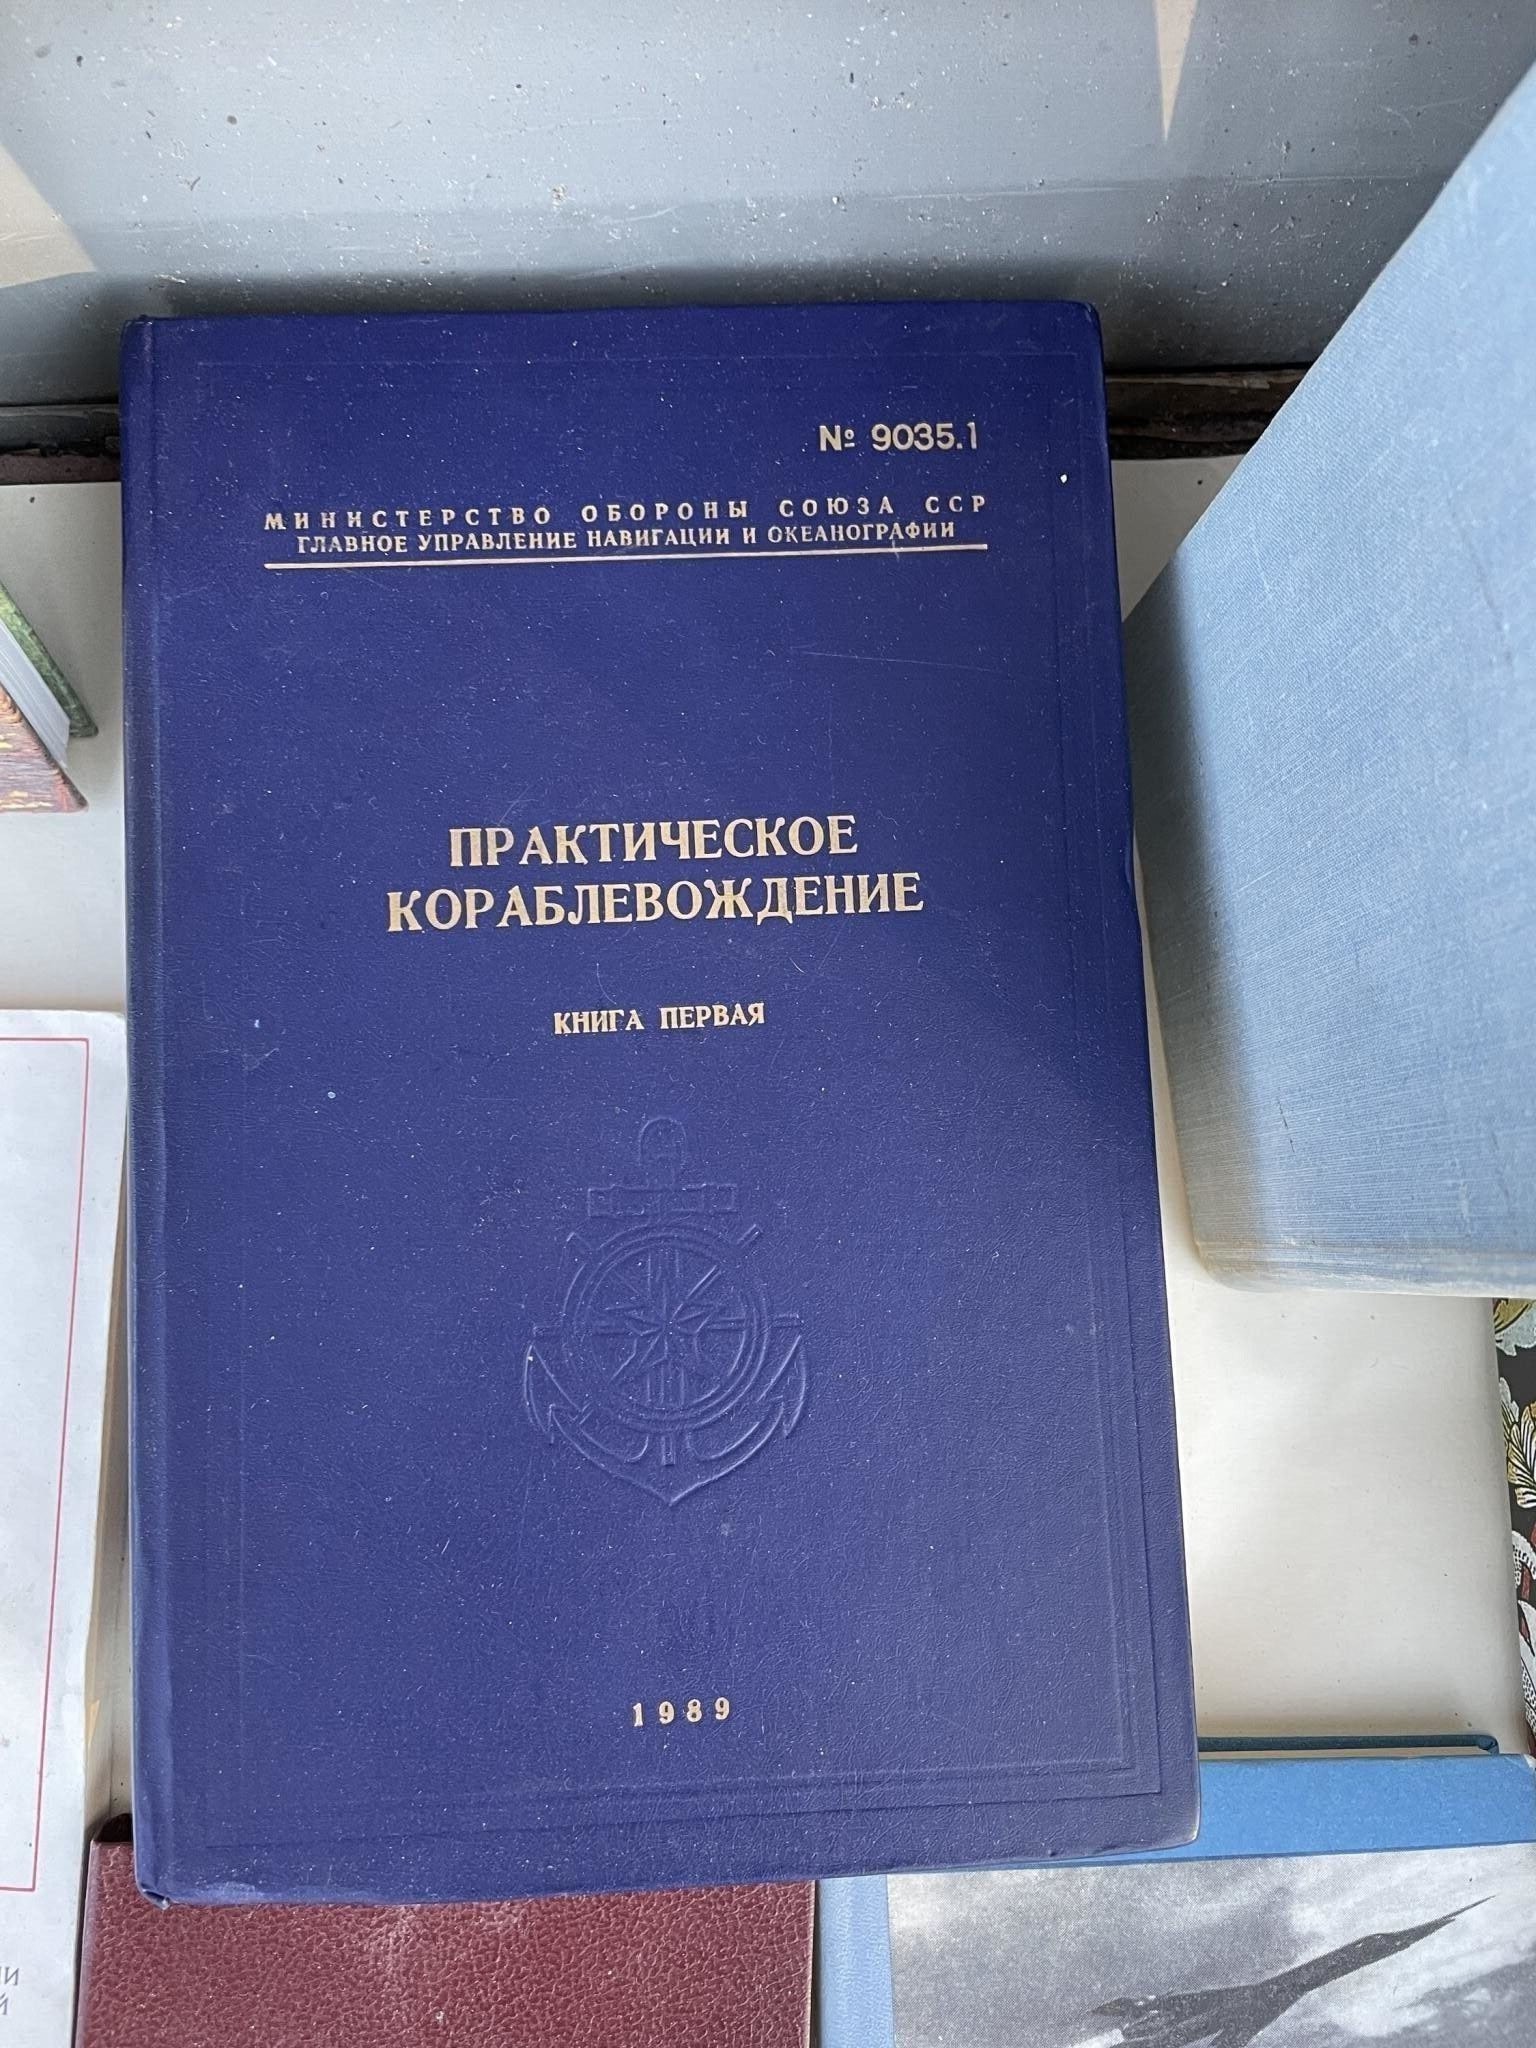 № 9035.1
МИНИСТЕРСТВО ОБОРОНЫ СОЮЗА ССР
ГЛАВНОЕ УПРАВЛЕНИЕ НАВИГАЦИИ И ОКЕАНОГРАФИИ
ПРАКТИЧЕСКОЕ
КОРАБЛЕВОЖДЕНИЕ
КНИГА ПЕРВАЯ
1989